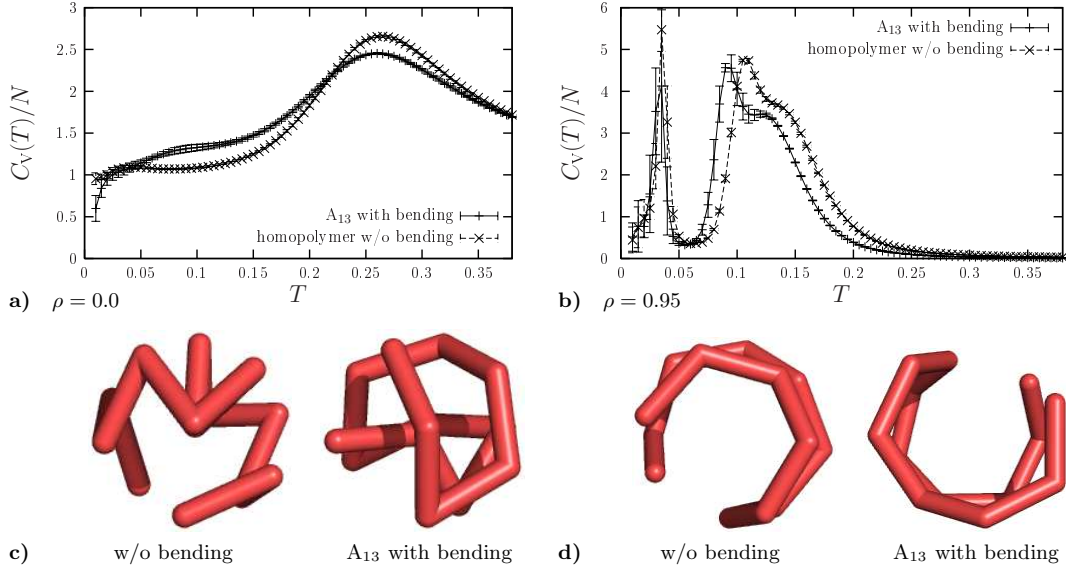 3
2.5
2
1.5
1
0.5
0
C_V(T)/N
A₁₃ with bending
homopolymer w/o bending
0 0.05 0.1 0.15 0.2 0.25 0.3 0.35
T
a) ρ = 0.0
6
5
4
3
2
1
0
C_V(T)/N
A₁₃ with bending
homopolymer w/o bending
0 0.05 0.1 0.15 0.2 0.25 0.3 0.35
T
b) ρ = 0.95
c) w/o bending A₁₃ with bending
d) w/o bending A₁₃ with bending